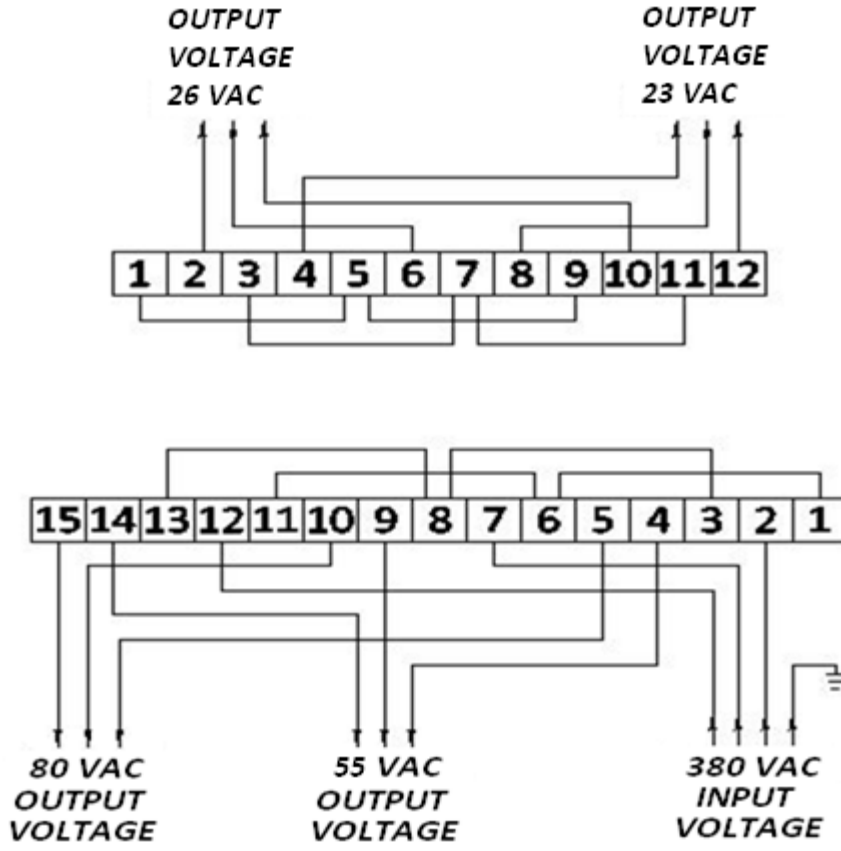 OUTPUT
VOLTAGE
26 VAC
OUTPUT
VOLTAGE
23 VAC
1 2 3 4 5 6 7 8 9 10 11 12
15 14 13 12 11 10 9 8 7 6 5 4 3 2 1
80 VAC
OUTPUT
VOLTAGE
55 VAC
OUTPUT
VOLTAGE
380 VAC
INPUT
VOLTAGE